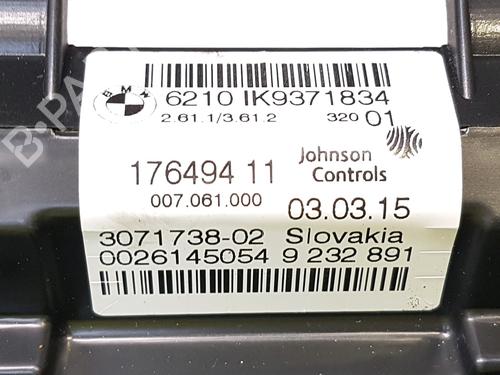 BMW
6210 IK9371834
2.61.1/3.61.2 320 01
176494 11 Johnson Controls
007.061.000 03.03.15
3071738-02 Slovakia
0026145054 9 232 891